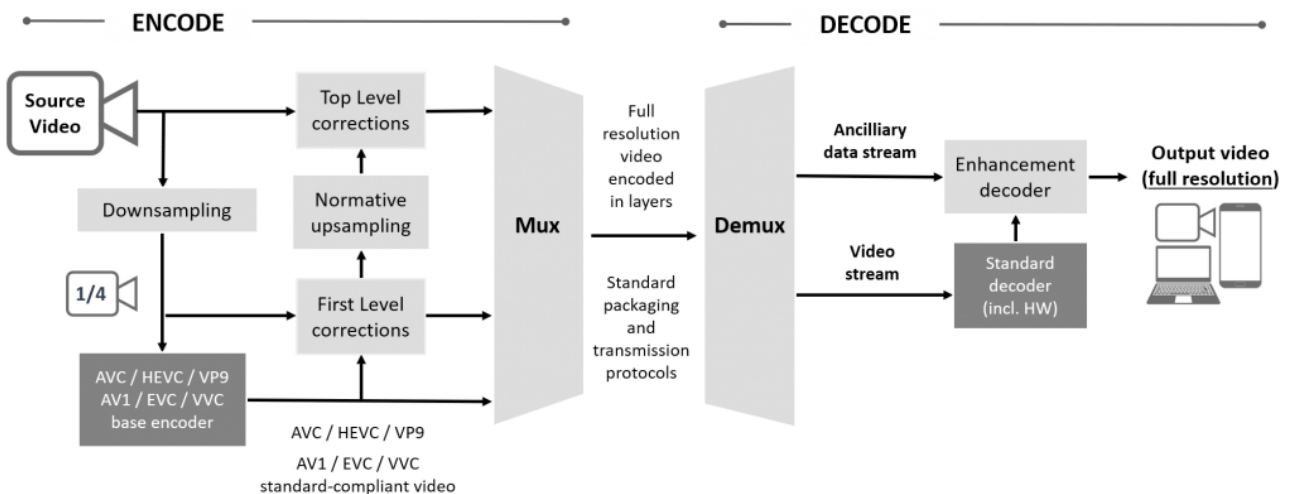 ENCODE
DECODE
Source
Video
Top Level
corrections
Downsampling
Normative
upsampling
1/4
First Level
corrections
AVC / HEVC / VP9
AV1 / EVC / VVC
base encoder
AVC / HEVC / VP9
AV1 / EVC / VVC
standard-compliant video
Mux
Full
resolution
video
encoded
in layers
Standard
packaging
and
transmission
protocols
Demux
Ancilliary
data stream
Video
stream
Enhancement
decoder
Standard
decoder
(incl. HW)
Output video
(full resolution)